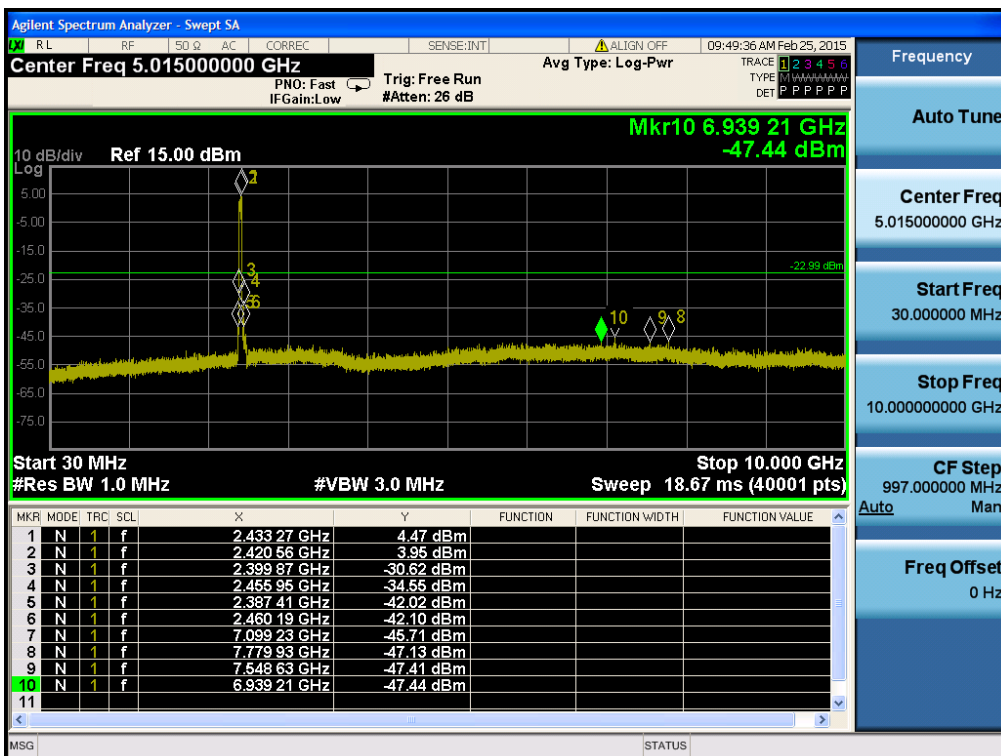 Agilent Spectrum Analyzer - Swept SA
LXI RL RF 50 Ω AC CORREC SENSE:INT ALIGN OFF 09:49:36 AM Feb 25, 2015
Center Freq 5.015000000 GHz
PNO: Fast
IFGain:Low
Trig: Free Run
#Atten: 26 dB
Avg Type: Log-Pwr
TRACE 1 2 3 4 5 6
TYPE M WWWWW
DET P P P P P P
Mkr10 6.939 21 GHz
-47.44 dBm
10 dB/div Ref 15.00 dBm
Log
5.00
-5.00
-15.0
-25.0
-35.0
-45.0
-55.0
-65.0
-75.0
2
3
4
6
10
9
8
-22.99 dBm
Start 30 MHz Stop 10.000 GHz
#Res BW 1.0 MHz #VBW 3.0 MHz Sweep 18.67 ms (40001 pts)
MKR MODE TRC SCL X Y FUNCTION FUNCTION WIDTH FUNCTION VALUE
1 N 1 f 2.433 27 GHz 4.47 dBm
2 N 1 f 2.420 56 GHz 3.95 dBm
3 N 1 f 2.399 87 GHz -30.62 dBm
4 N 1 f 2.455 95 GHz -34.55 dBm
5 N 1 f 2.387 41 GHz -42.02 dBm
6 N 1 f 2.460 19 GHz -42.10 dBm
7 N 1 f 7.099 23 GHz -45.71 dBm
8 N 1 f 7.779 93 GHz -47.13 dBm
9 N 1 f 7.548 63 GHz -47.41 dBm
10 N 1 f 6.939 21 GHz -47.44 dBm
11
MSG STATUS
Frequency
Auto Tune
Center Freq
5.015000000 GHz
Start Freq
30.000000 MHz
Stop Freq
10.000000000 GHz
CF Step
997.000000 MHz
Auto Man
Freq Offset
0 Hz